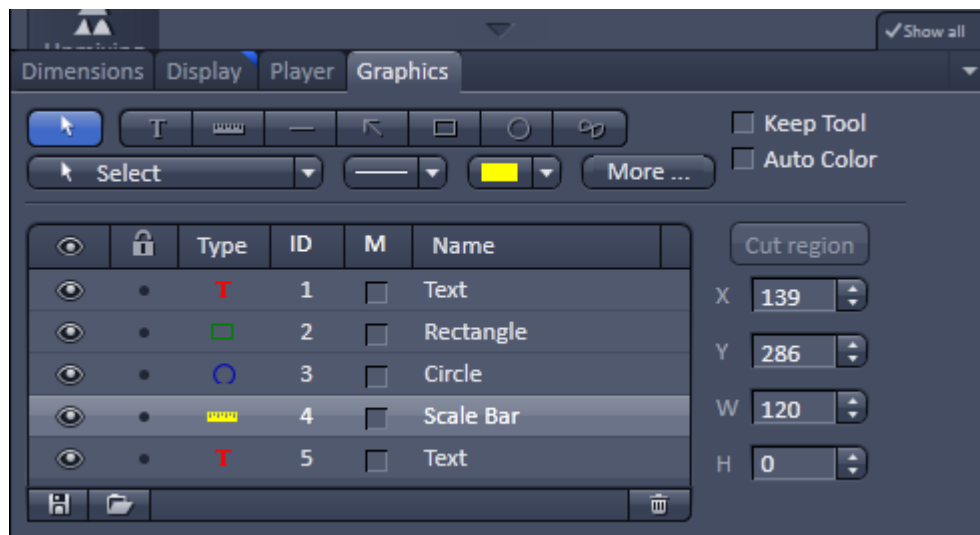 Show all
Dimensions Display Player Graphics
T Keep Tool
Auto Color
Select More ...
Type ID M Name Cut region
T 1 Text
X 139
2 Rectangle
Y 286
3 Circle
4 Scale Bar
W 120
T 5 Text
H 0